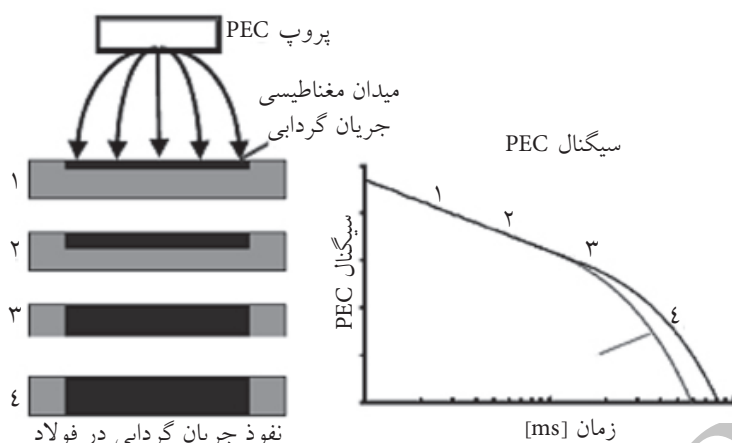 پروپ PEC
میدان مغناطیسی
جریان گردابی
۱
۲
۳
٤
نفوذ جریان گردابی در فولاد
سیگنال PEC
سیگنال PEC
۱
۲
۳
٤
زمان [ms]